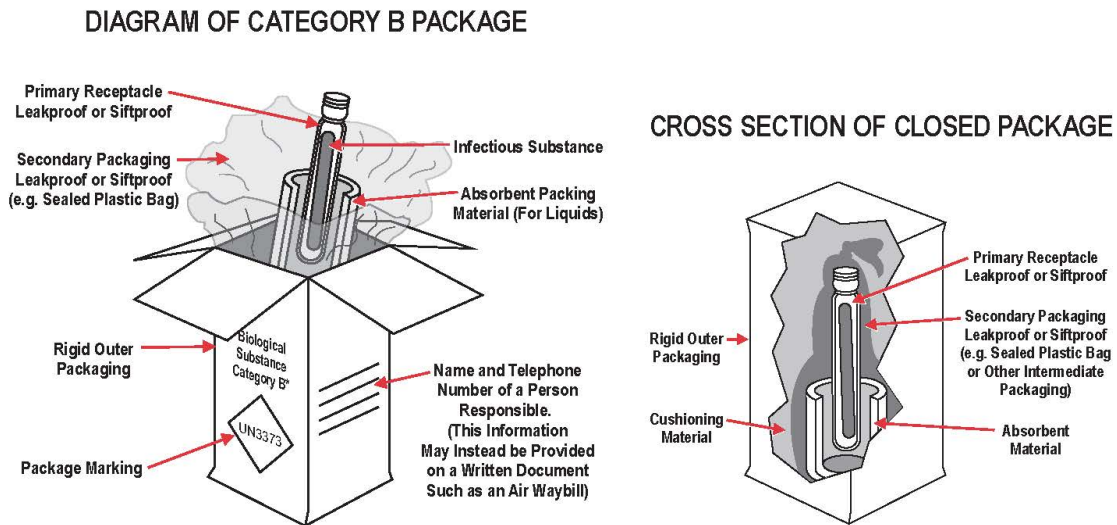 DIAGRAM OF CATEGORY B PACKAGE
Primary Receptacle
Leakproof or Siftproof
Secondary Packaging
Leakproof or Siftproof
(e.g. Sealed Plastic Bag)
Infectious Substance
Absorbent Packing
Material (For Liquids)
Rigid Outer
Packaging
Biological
Substance
Category B*
UN3373
Package Marking
Name and Telephone
Number of a Person
Responsible.
(This Information
May Instead be Provided
on a Written Document
Such as an Air Waybill)
CROSS SECTION OF CLOSED PACKAGE
Primary Receptacle
Leakproof or Siftproof
Secondary Packaging
Leakproof or Siftproof
(e.g. Sealed Plastic Bag
or Other Intermediate
Packaging)
Rigid Outer
Packaging
Cushioning
Material
Absorbent
Material